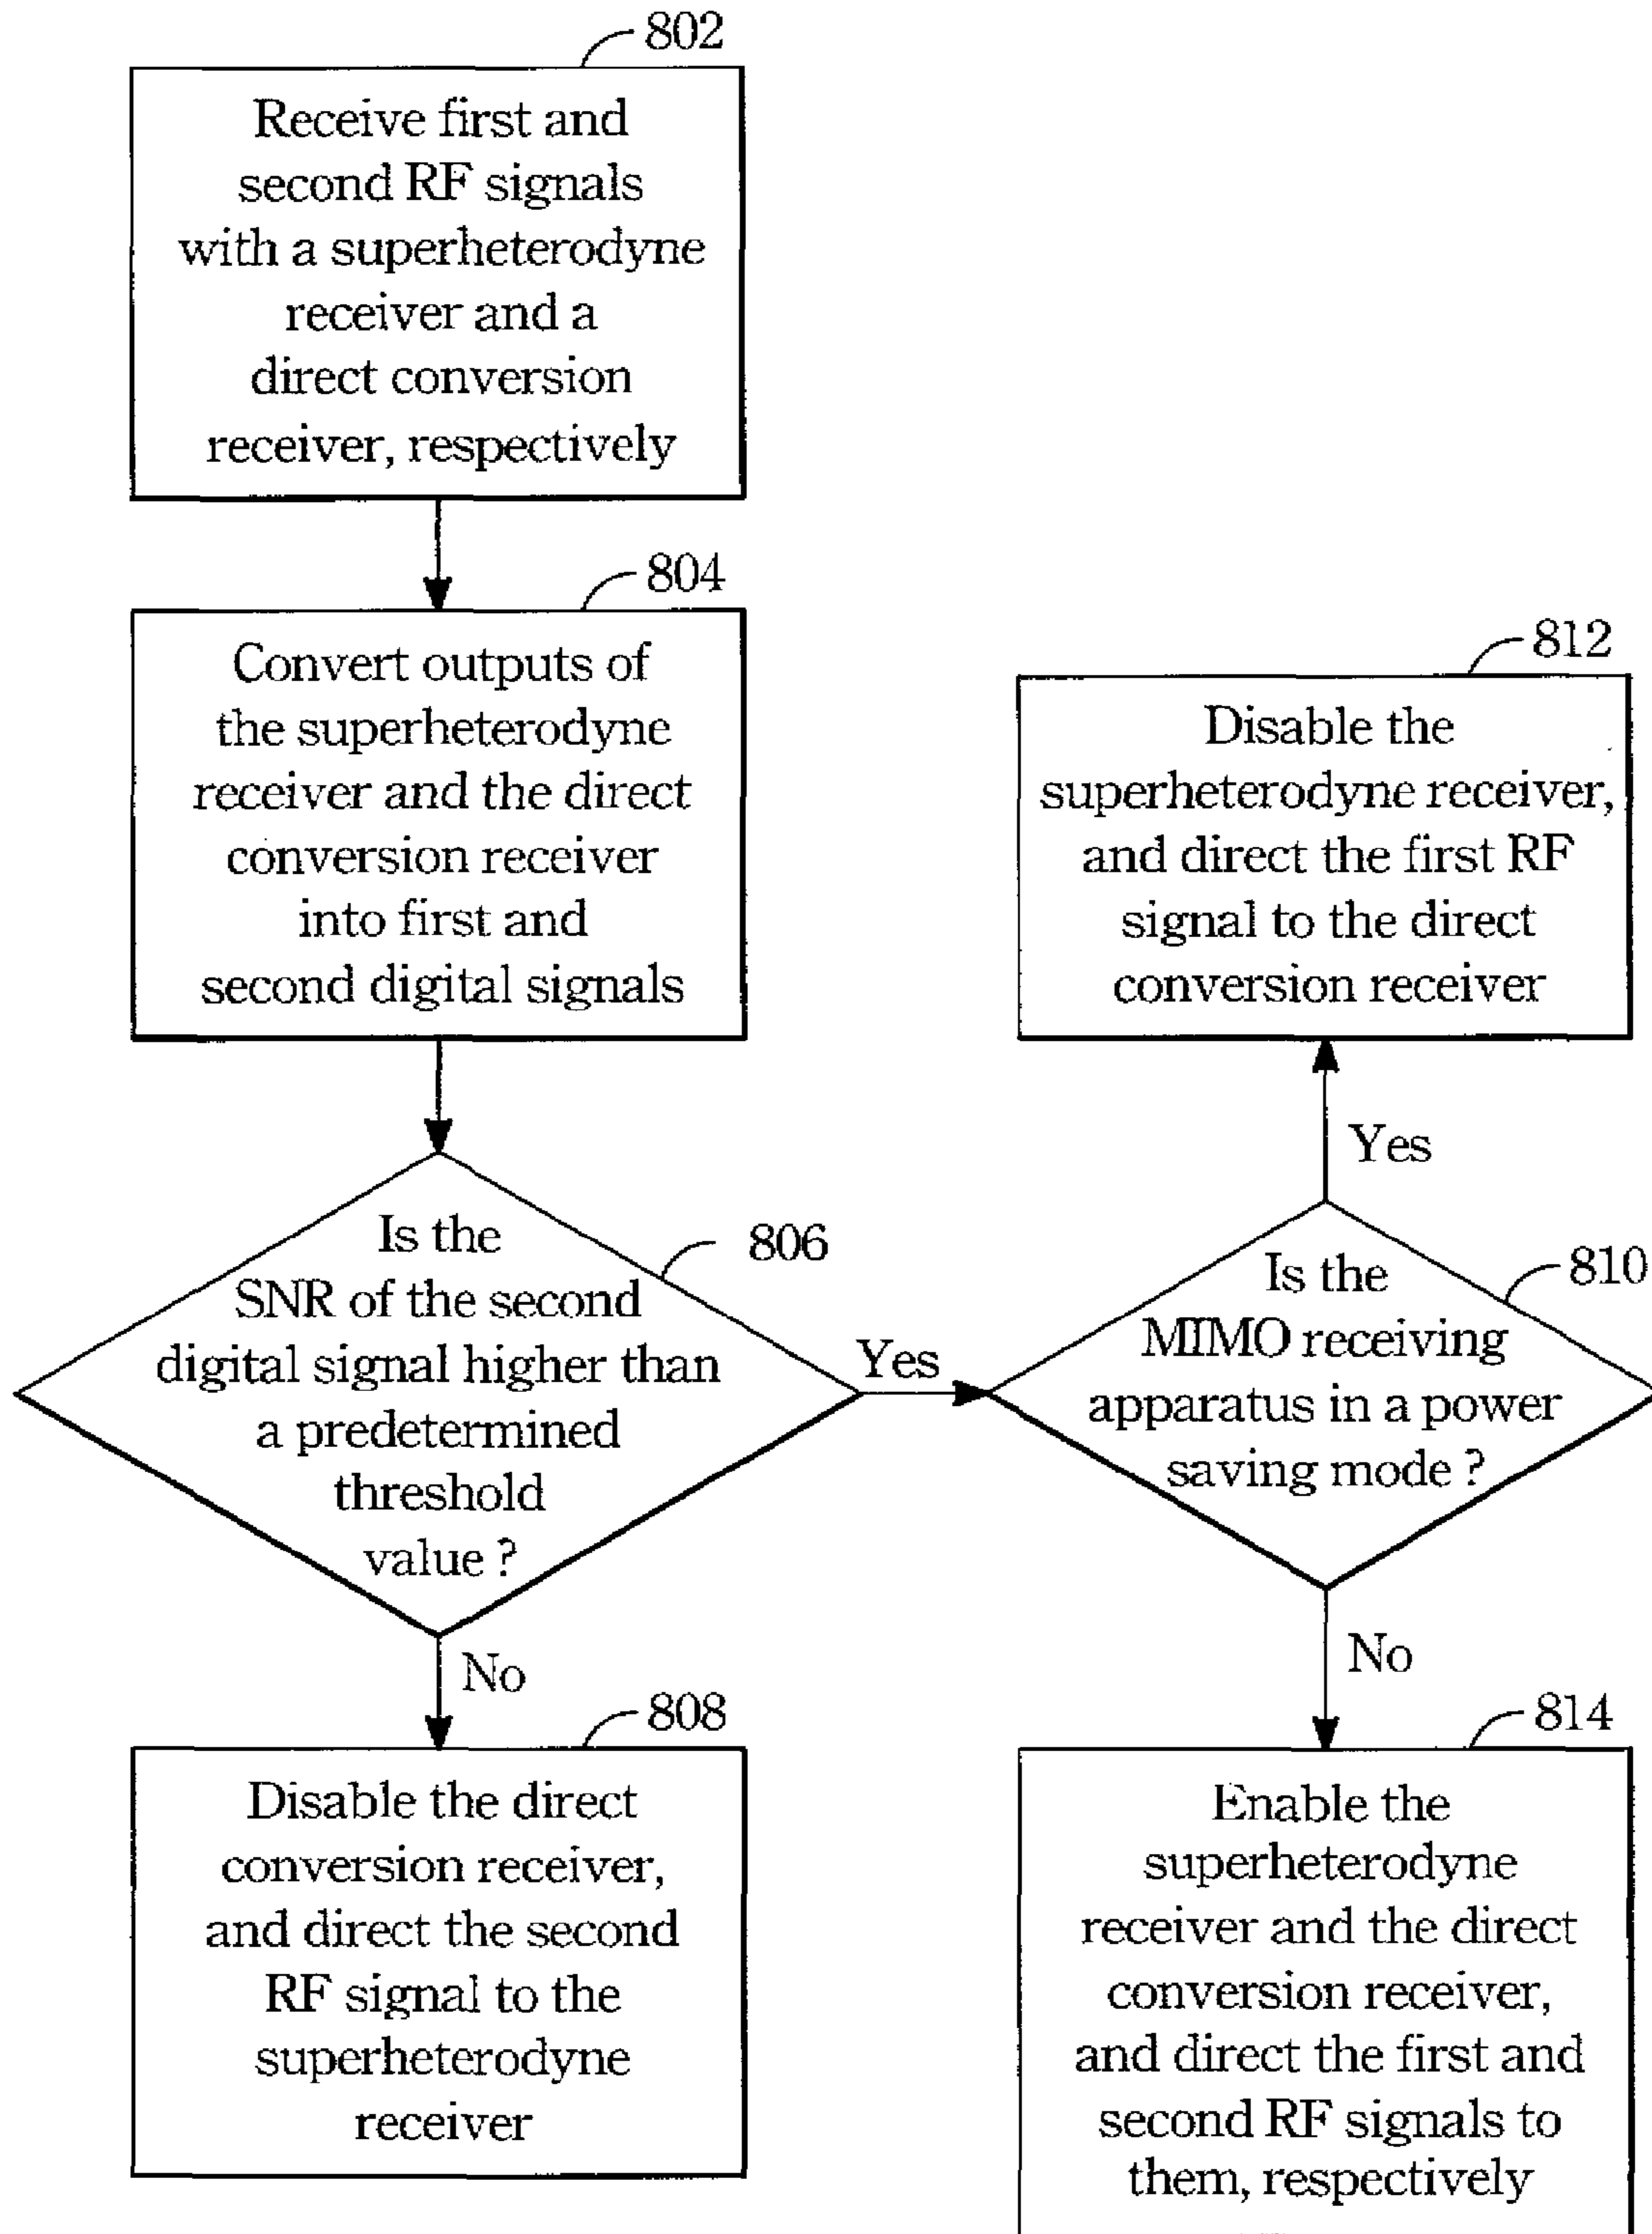 802
Receive first and
second RF signals
with a superheterodyne
receiver and a
direct conversion
receiver, respectively
804
Convert outputs of
the superheterodyne
receiver and the direct
conversion receiver
into first and
second digital signals
806
Is the
SNR of the second
digital signal higher than
a predetermined
threshold
value ?
Yes
No
808
Disable the direct
conversion receiver,
and direct the second
RF signal to the
superheterodyne
receiver
810
Is the
MIMO receiving
apparatus in a power
saving mode ?
Yes
812
Disable the
superheterodyne receiver,
and direct the first RF
signal to the direct
conversion receiver
No
814
Enable the
superheterodyne
receiver and the direct
conversion receiver,
and direct the first and
second RF signals to
them, respectively